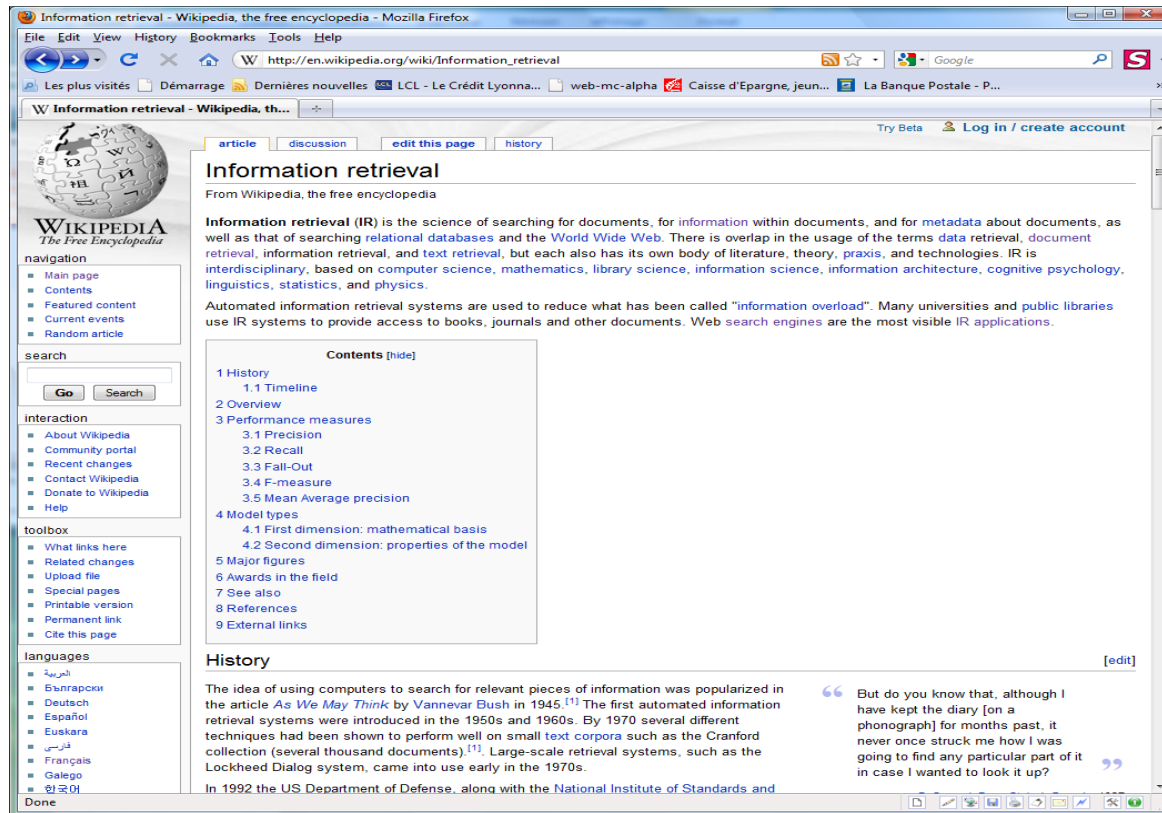 Information retrieval - Wikipedia, the free encyclopedia - Mozilla Firefox
File Edit View History Bookmarks Tools Help
W http://en.wikipedia.org/wiki/Information_retrieval Google S
Les plus visités Démarrage Dernières nouvelles LCL - Le Crédit Lyonna... web-mc-alpha Caisse d'Epargne, jeun... La Banque Postale - P... »
W Information retrieval - Wikipedia, th...
Try Beta Log in / create account
article discussion edit this page history
Information retrieval
From Wikipedia, the free encyclopedia
Information retrieval (IR) is the science of searching for documents, for information within documents, and for metadata about documents, as
well as that of searching relational databases and the World Wide Web. There is overlap in the usage of the terms data retrieval, document
retrieval, information retrieval, and text retrieval, but each also has its own body of literature, theory, praxis, and technologies. IR is
interdisciplinary, based on computer science, mathematics, library science, information science, information architecture, cognitive psychology,
linguistics, statistics, and physics.
Automated information retrieval systems are used to reduce what has been called "information overload". Many universities and public libraries
use IR systems to provide access to books, journals and other documents. Web search engines are the most visible IR applications.
WIKIPEDIA
The Free Encyclopedia
navigation
Main page
Contents
Featured content
Current events
Random article
search
Go Search
interaction
About Wikipedia
Community portal
Recent changes
Contact Wikipedia
Donate to Wikipedia
Help
toolbox
What links here
Related changes
Upload file
Special pages
Printable version
Permanent link
Cite this page
languages
العربية
Български
Deutsch
Español
Euskara
فارسی
Français
Galego
한국어
Contents [hide]
1 History
1.1 Timeline
2 Overview
3 Performance measures
3.1 Precision
3.2 Recall
3.3 Fall-Out
3.4 F-measure
3.5 Mean Average precision
4 Model types
4.1 First dimension: mathematical basis
4.2 Second dimension: properties of the model
5 Major figures
6 Awards in the field
7 See also
8 References
9 External links
History [edit]
The idea of using computers to search for relevant pieces of information was popularized in
the article As We May Think by Vannevar Bush in 1945.[1] The first automated information
retrieval systems were introduced in the 1950s and 1960s. By 1970 several different
techniques had been shown to perform well on small text corpora such as the Cranford
collection (several thousand documents).[1]. Large-scale retrieval systems, such as the
Lockheed Dialog system, came into use early in the 1970s.
In 1992 the US Department of Defense, along with the National Institute of Standards and
“ But do you know that, although I
have kept the diary [on a
phonograph] for months past, it
never once struck me how I was
going to find any particular part of it
in case I wanted to look it up? ”
Done